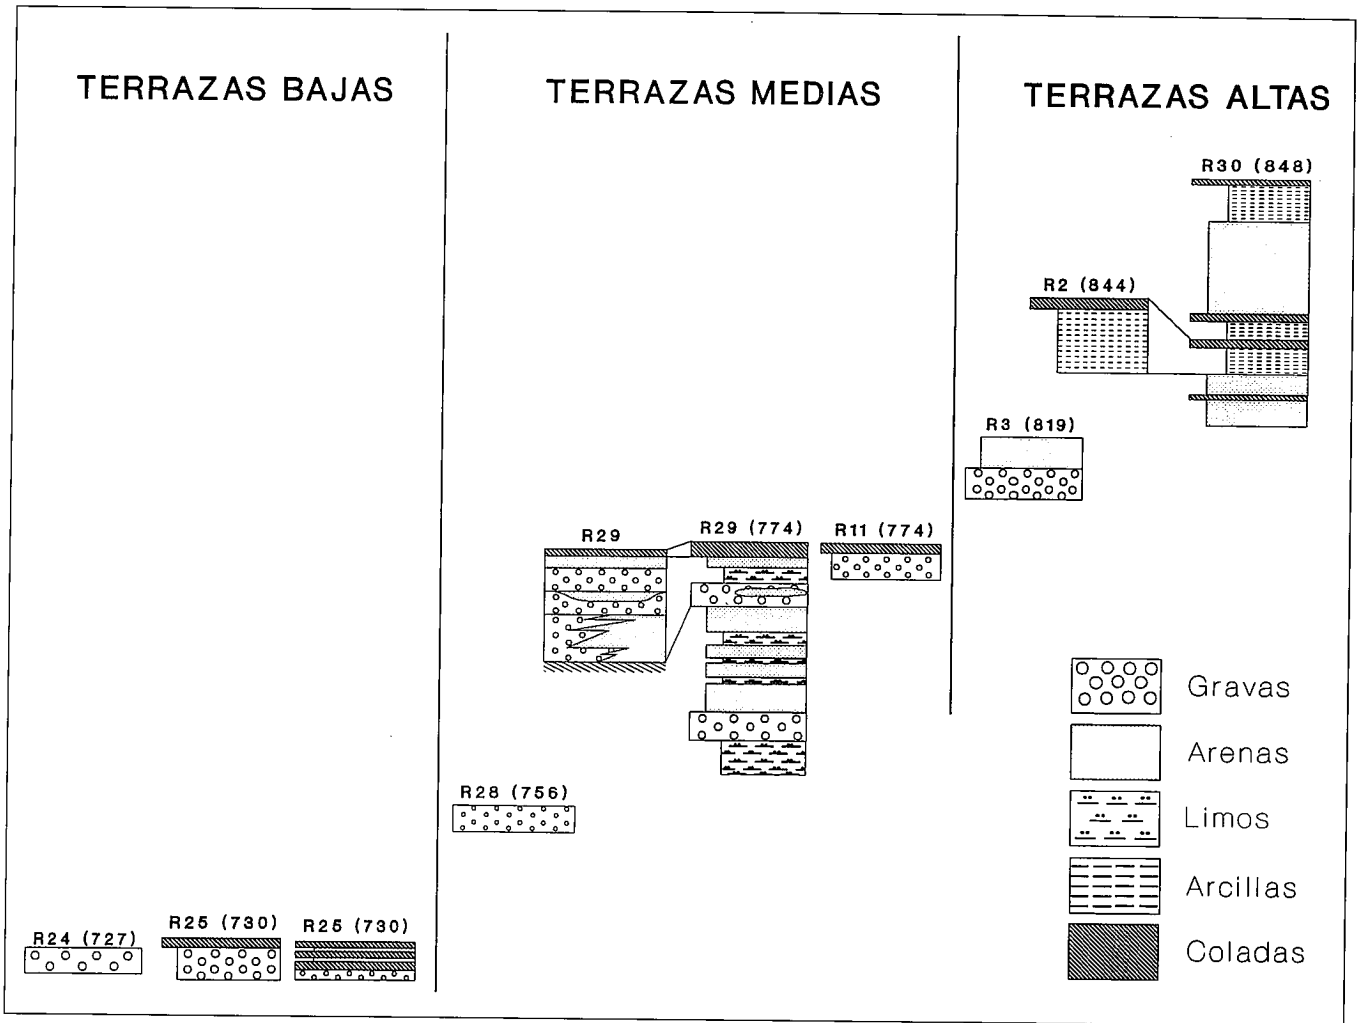 TERRAZAS BAJAS
TERRAZAS MEDIAS
TERRAZAS ALTAS
R30 (848)
R2 (844)
R3 (819)
R29
R29 (774)
R11 (774)
R28 (756)
R24 (727)
R25 (730)
R25 (730)
Gravas
Arenas
Limos
Arcillas
Coladas